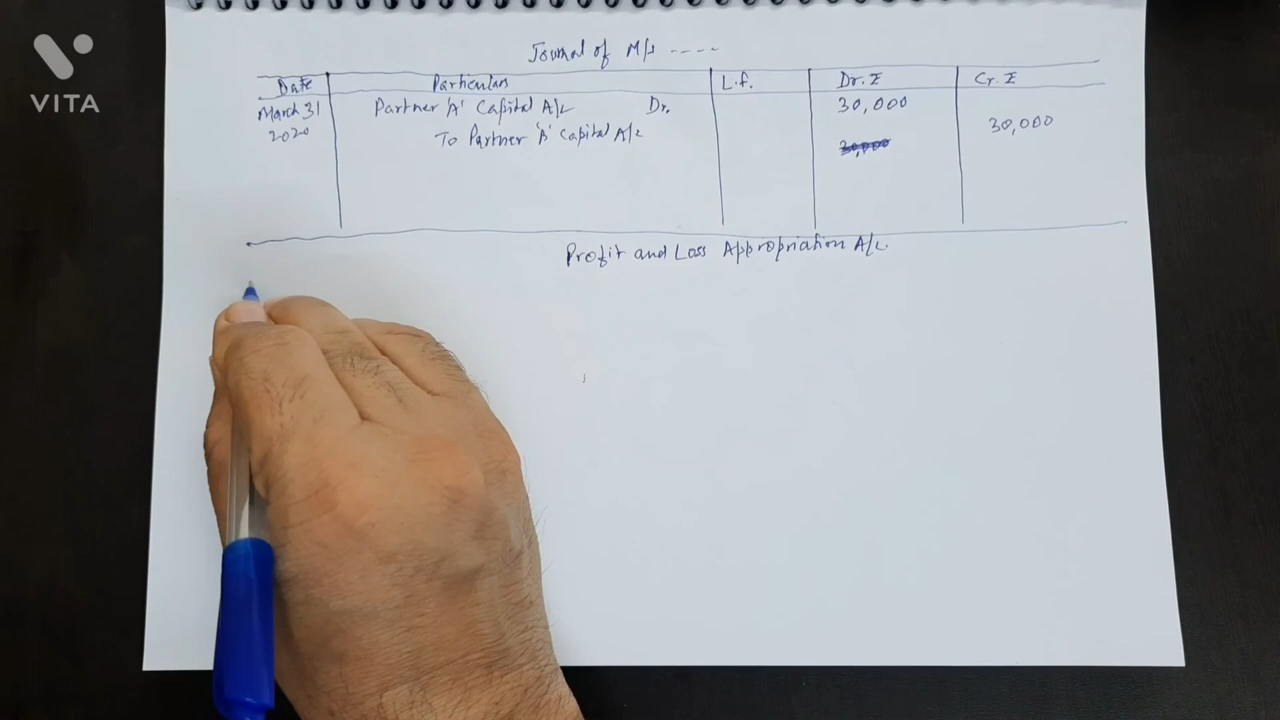 VITA
Journal of M/s ----
Date Particulars L.f. Dr. ₹ Cr. ₹
March 31 Partner 'A' Capital A/c Dr. 30,000
2020 To Partner 'B' Capital A/c 30,000
30,000
Profit and Loss Appropriation A/c